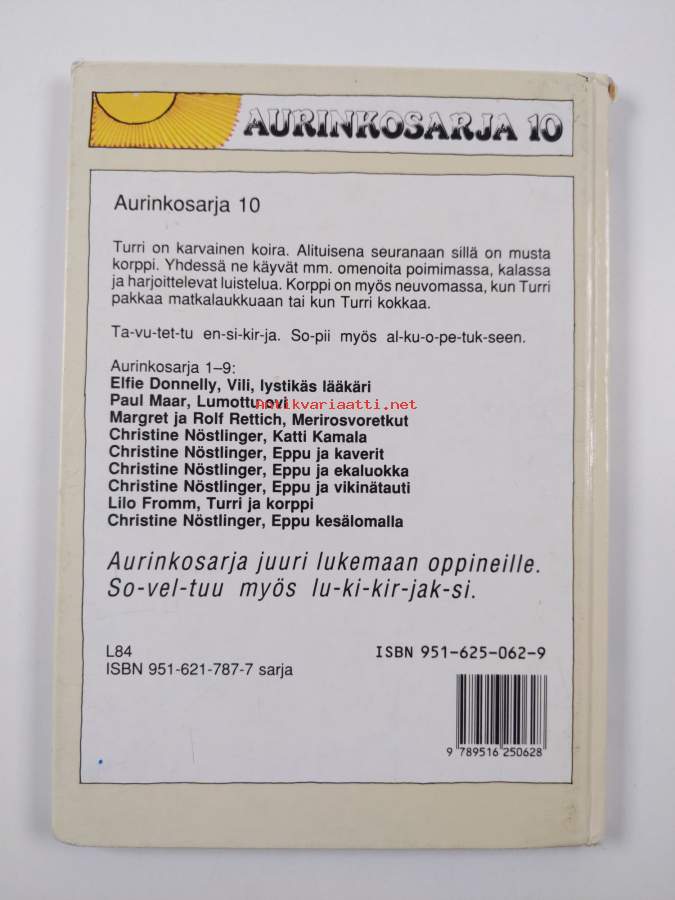 AURINKOSARJA 10
Aurinkosarja 10
Turri on karvainen koira. Alituisena seuranaan sillä on musta
korppi. Yhdessä ne käyvät mm. omenoita poimimassa, kalassa
ja harjoittelevat luistelua. Korppi on myös neuvomassa, kun Turri
pakkaa matkalaukkuaan tai kun Turri kokkaa.
Ta-vu-tet-tu en-si-kir-ja. So-pii myös al-ku-o-pe-tuk-seen.
Aurinkosarja 1–9:
Elfie Donnelly, Vili, lystikäs lääkäri
Paul Maar, Lumottu ovi
Antikvariaatti.net
Margret ja Rolf Rettich, Merirosvoretkut
Christine Nöstlinger, Katti Kamala
Christine Nöstlinger, Eppu ja kaverit
Christine Nöstlinger, Eppu ja ekaluokka
Christine Nöstlinger, Eppu ja vikinätauti
Lilo Fromm, Turri ja korppi
Christine Nöstlinger, Eppu kesälomalla
Aurinkosarja juuri lukemaan oppineille.
So-vel-tuu myös lu-ki-kir-jak-si.
L84
ISBN 951-621-787-7 sarja
ISBN 951-625-062-9
9 789516 250628